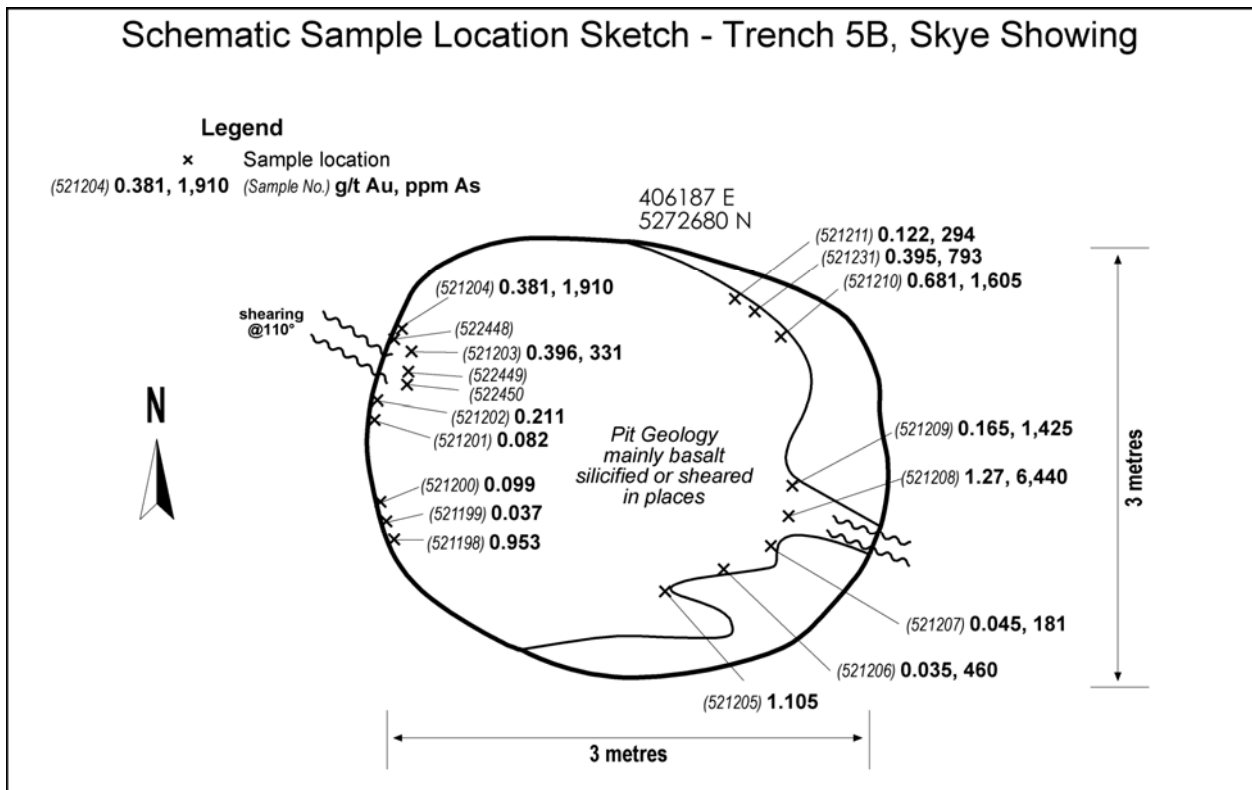 Schematic Sample Location Sketch - Trench 5B, Skye Showing
Legend
× Sample location
(521204) 0.381, 1,910 (Sample No.) g/t Au, ppm As
406187 E
5272680 N
(521211) 0.122, 294
(521231) 0.395, 793
(521210) 0.681, 1,605
(521204) 0.381, 1,910
shearing
@110°
(522448)
(521203) 0.396, 331
(522449)
(522450
(521202) 0.211
(521201) 0.082
N
Pit Geology
mainly basalt
silicified or sheared
in places
(521209) 0.165, 1,425
(521208) 1.27, 6,440
3 metres
(521200) 0.099
(521199) 0.037
(521198) 0.953
(521207) 0.045, 181
(521206) 0.035, 460
(521205) 1.105
3 metres